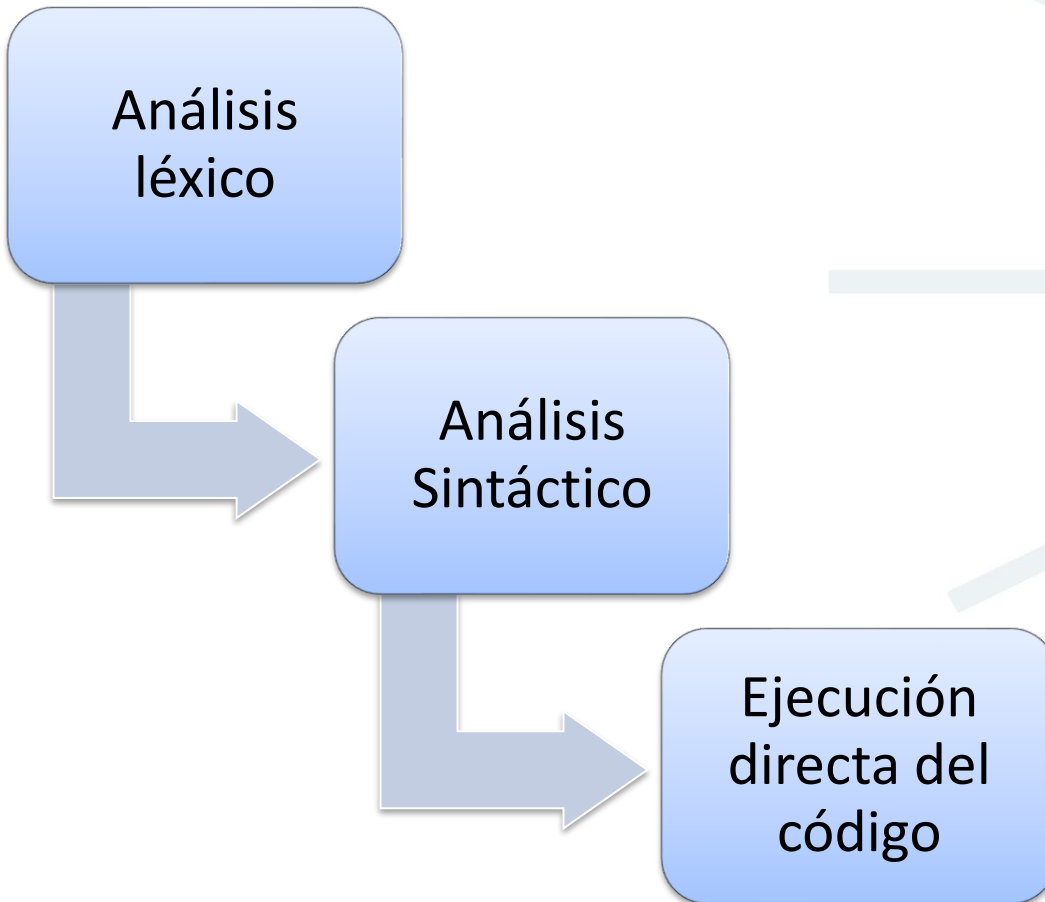 Análisis
léxico
Análisis
Sintáctico
Ejecución
directa del
código